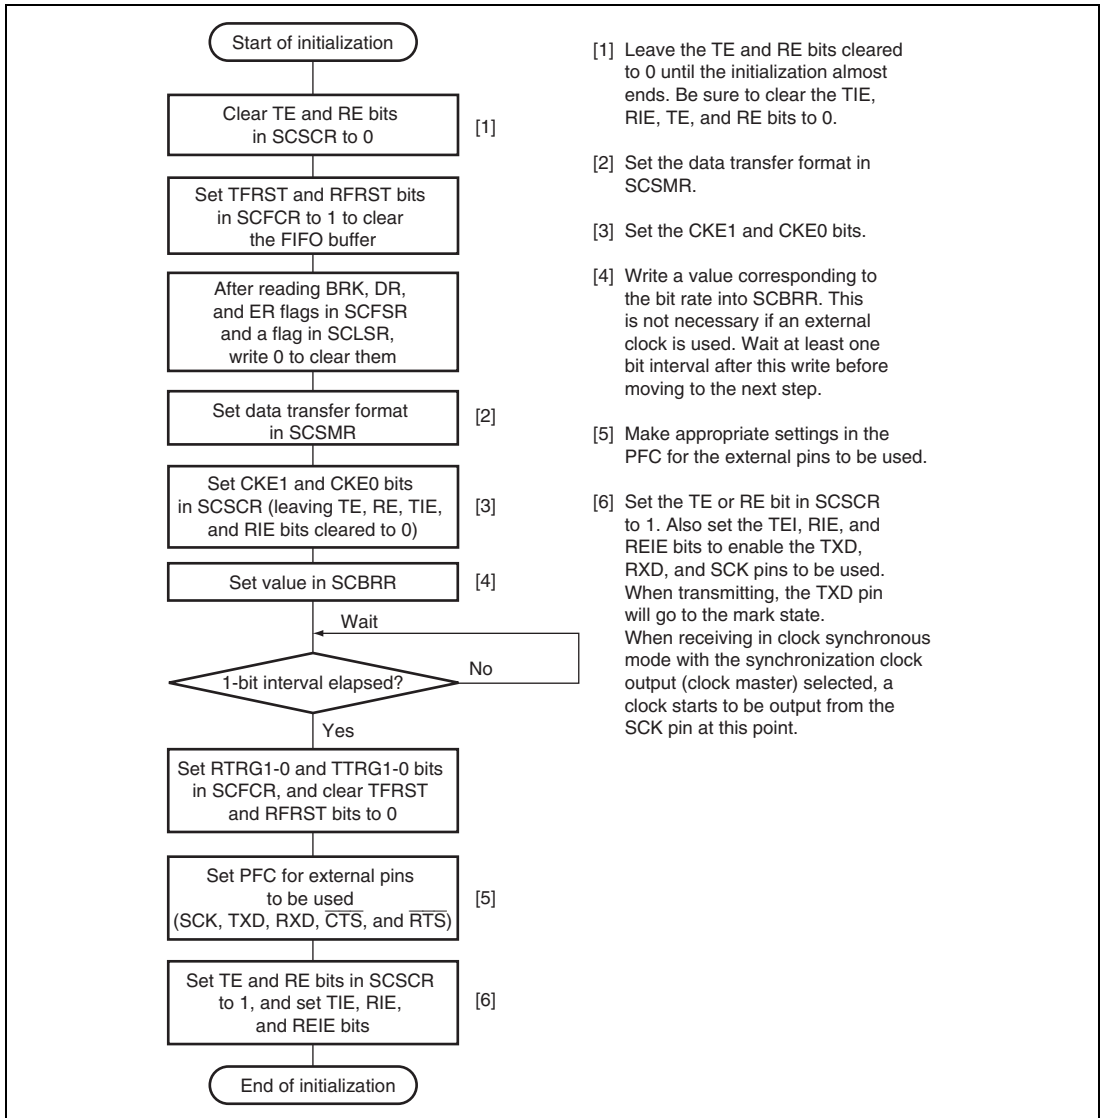 Start of initialization
Clear TE and RE bits
in SCSCR to 0
[1]
Set TFRST and RFRST bits
in SCFCR to 1 to clear
the FIFO buffer
After reading BRK, DR,
and ER flags in SCFSR
and a flag in SCLSR,
write 0 to clear them
Set data transfer format
in SCSMR
[2]
Set CKE1 and CKE0 bits
in SCSCR (leaving TE, RE, TIE,
and RIE bits cleared to 0)
[3]
Set value in SCBRR
[4]
Wait
1-bit interval elapsed?
No
Yes
Set RTRG1-0 and TTRG1-0 bits
in SCFCR, and clear TFRST
and RFRST bits to 0
Set PFC for external pins
to be used
(SCK, TXD, RXD, CTS, and RTS)
[5]
Set TE and RE bits in SCSCR
to 1, and set TIE, RIE,
and REIE bits
[6]
End of initialization
[1] Leave the TE and RE bits cleared
to 0 until the initialization almost
ends. Be sure to clear the TIE,
RIE, TE, and RE bits to 0.
[2] Set the data transfer format in
SCSMR.
[3] Set the CKE1 and CKE0 bits.
[4] Write a value corresponding to
the bit rate into SCBRR. This
is not necessary if an external
clock is used. Wait at least one
bit interval after this write before
moving to the next step.
[5] Make appropriate settings in the
PFC for the external pins to be used.
[6] Set the TE or RE bit in SCSCR
to 1. Also set the TEI, RIE, and
REIE bits to enable the TXD,
RXD, and SCK pins to be used.
When transmitting, the TXD pin
will go to the mark state.
When receiving in clock synchronous
mode with the synchronization clock
output (clock master) selected, a
clock starts to be output from the
SCK pin at this point.